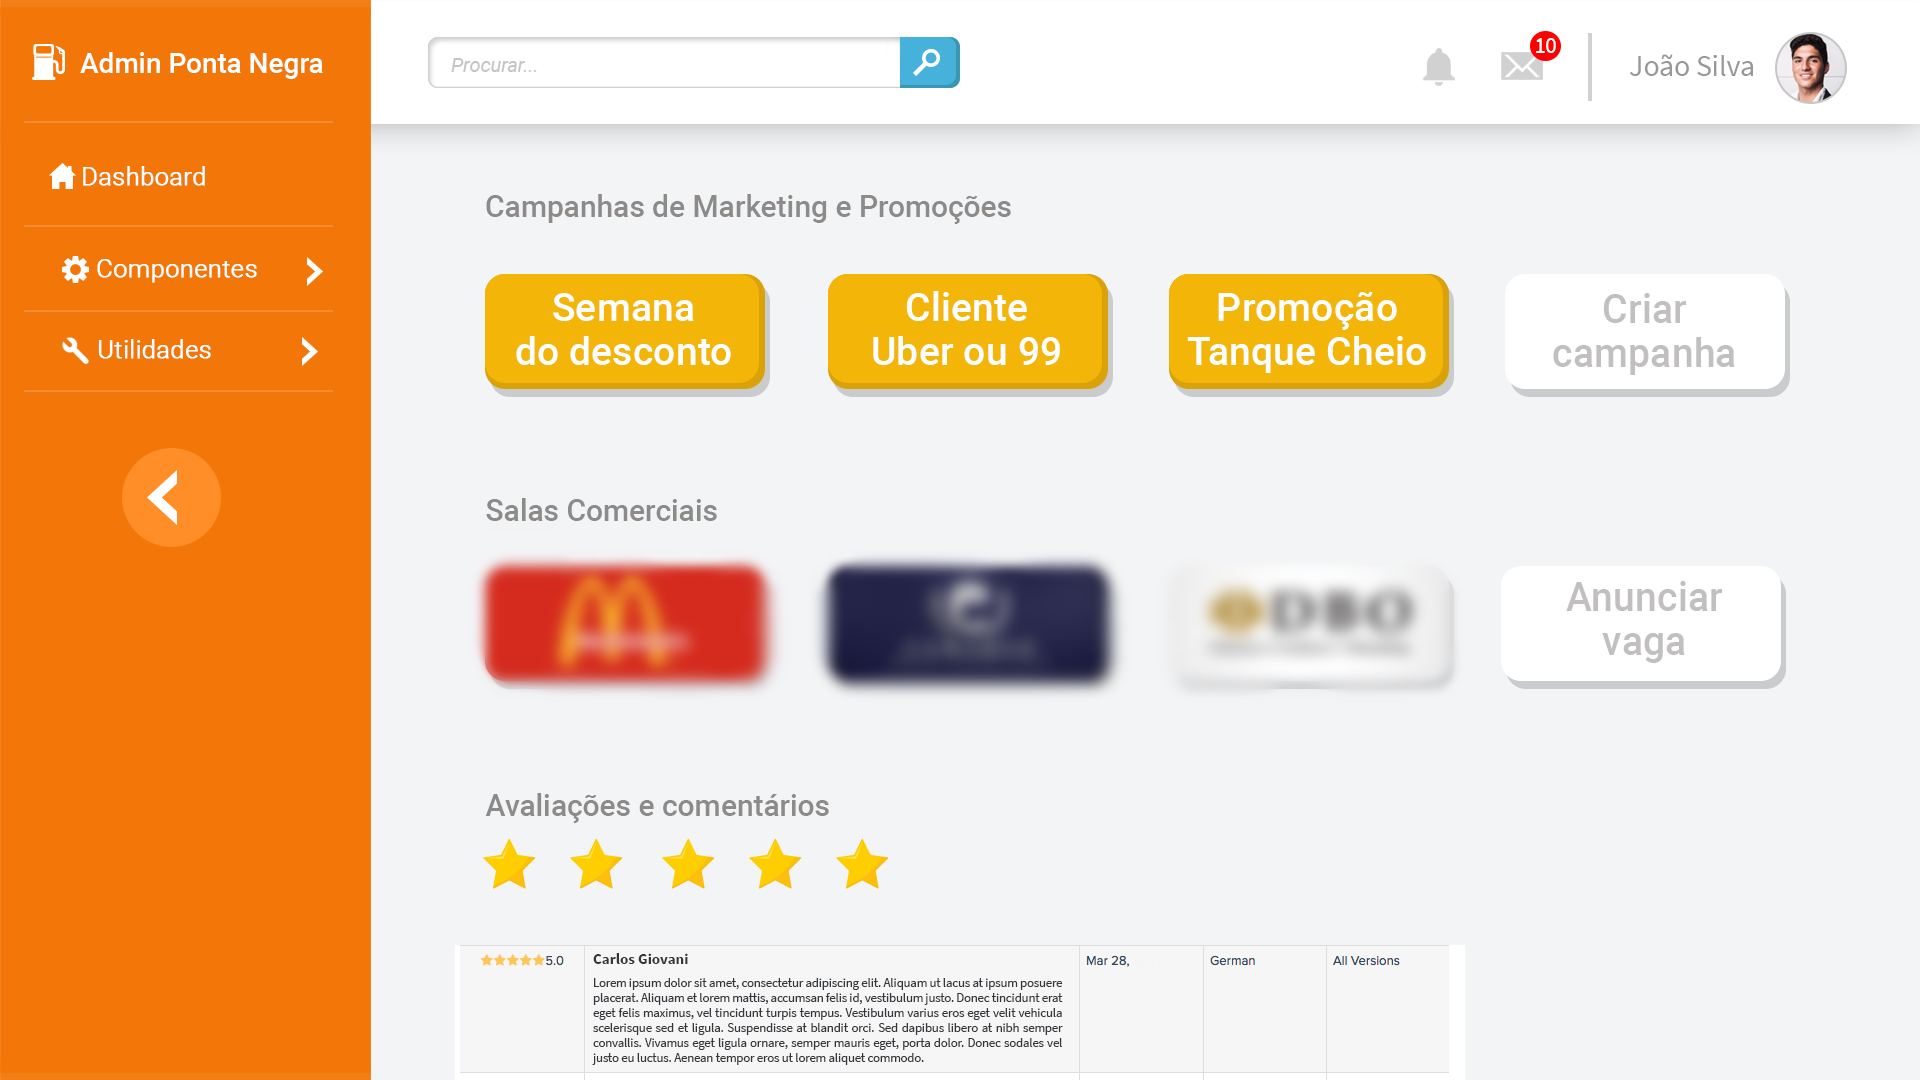 Admin Ponta Negra
Dashboard
Componentes
Utilidades
Procurar...
10
João Silva
Campanhas de Marketing e Promoções
Semana
do desconto
Cliente
Uber ou 99
Promoção
Tanque Cheio
Criar
campanha
Salas Comerciais
DBO
Anunciar
vaga
Avaliações e comentários
5.0
Carlos Giovani
Lorem ipsum dolor sit amet, consectetur adipiscing elit. Aliquam ut lacus at ipsum posuere
placerat. Aliquam et lorem mattis, accumsan felis id, vestibulum justo. Donec tincidunt erat
eget felis maximus, vel tincidunt turpis tempus. Vestibulum varius eros eget velit vehicula
scelerisque sed et ligula. Suspendisse at blandit orci. Sed dapibus libero at nibh semper
convallis. Vivamus eget ligula ornare, semper mauris eget, porta dolor. Donec sodales vel
justo eu luctus. Aenean tempor eros ut lorem aliquet commodo.
Mar 28,
German
All Versions